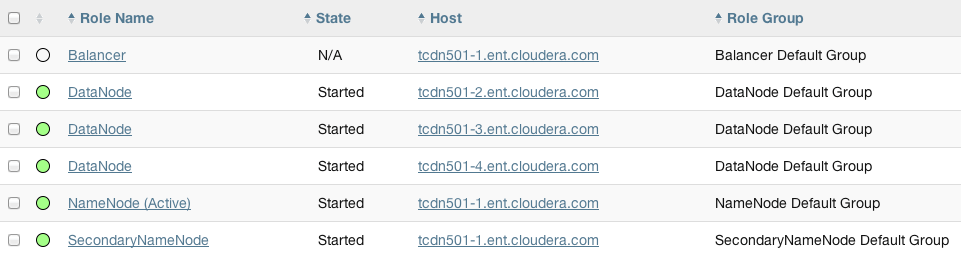 Role Name State Host Role Group
Balancer N/A tcdn501-1.ent.cloudera.com Balancer Default Group
DataNode Started tcdn501-2.ent.cloudera.com DataNode Default Group
DataNode Started tcdn501-3.ent.cloudera.com DataNode Default Group
DataNode Started tcdn501-4.ent.cloudera.com DataNode Default Group
NameNode (Active) Started tcdn501-1.ent.cloudera.com NameNode Default Group
SecondaryNameNode Started tcdn501-1.ent.cloudera.com SecondaryNameNode Default Group